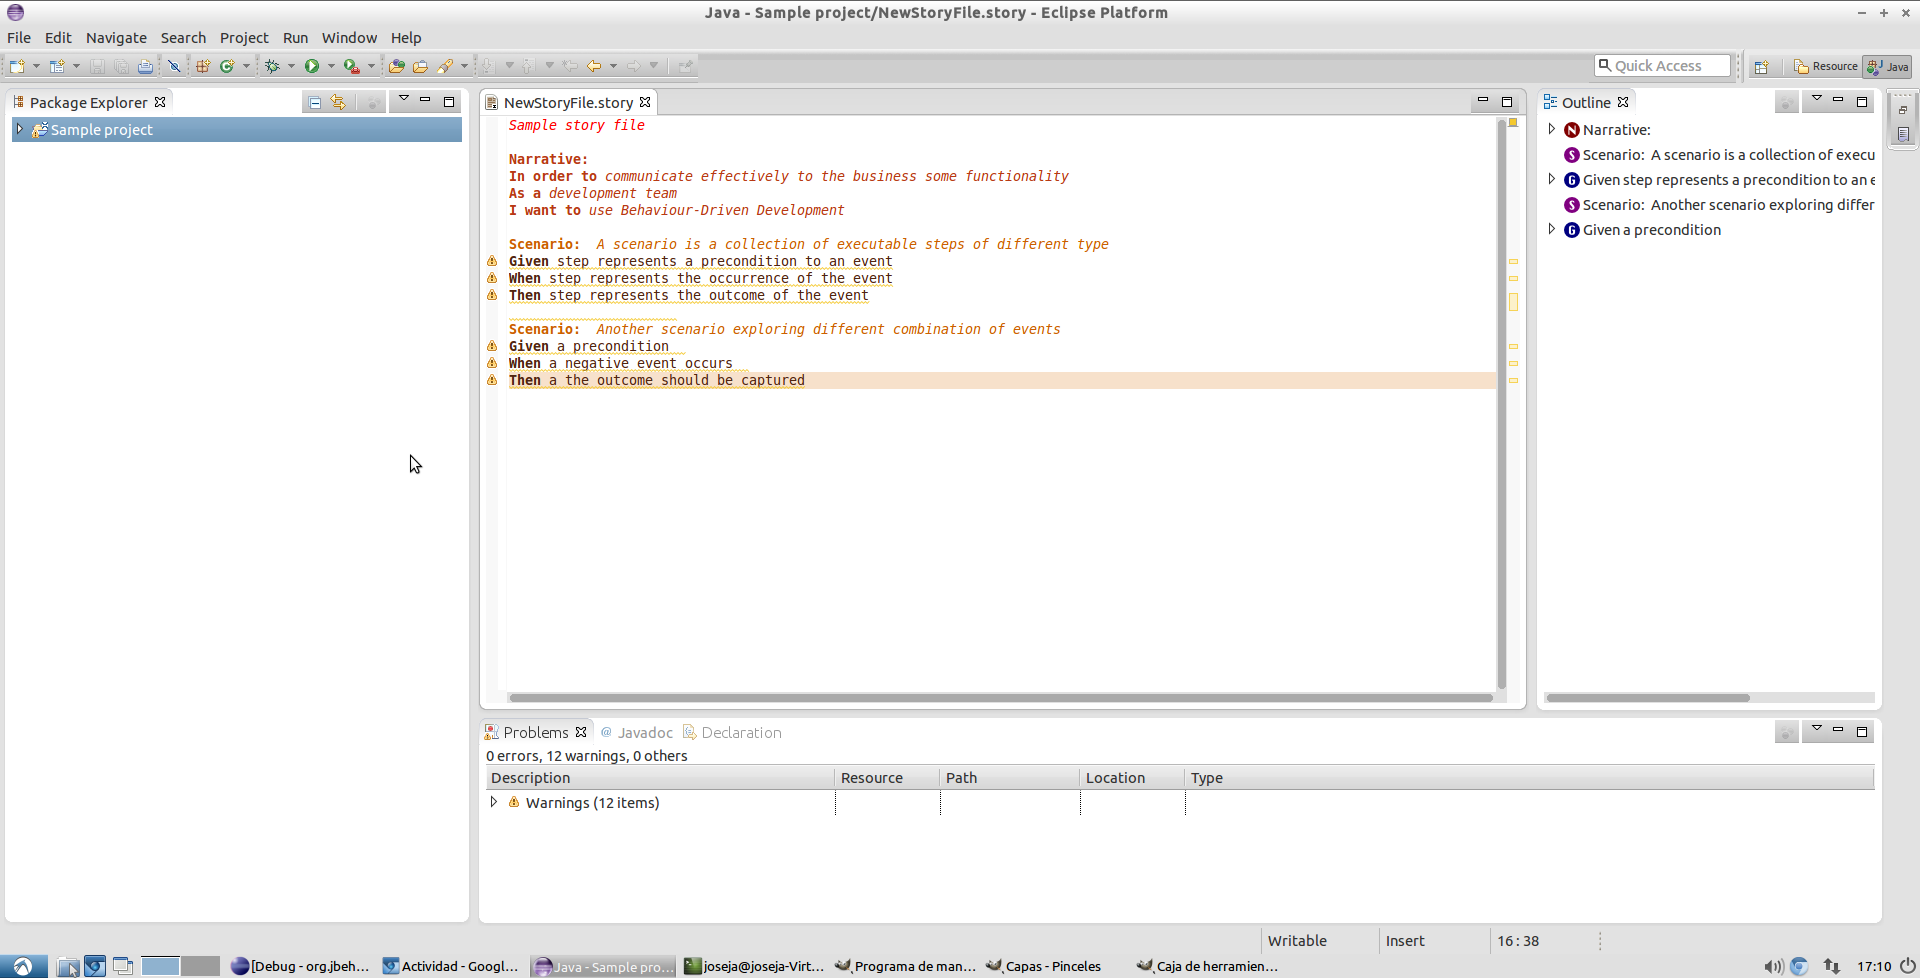 Java - Sample project/NewStoryFile.story - Eclipse Platform
File Edit Navigate Search Project Run Window Help
Quick Access
Resource
Java
Package Explorer
Sample project
NewStoryFile.story
Sample story file
Narrative:
In order to communicate effectively to the business some functionality
As a development team
I want to use Behaviour-Driven Development
Scenario:  A scenario is a collection of executable steps of different type
Given step represents a precondition to an event
When step represents the occurrence of the event
Then step represents the outcome of the event
Scenario:  Another scenario exploring different combination of events
Given a precondition
When a negative event occurs
Then a the outcome should be captured
Outline
N Narrative:
S Scenario:  A scenario is a collection of execu
G Given step represents a precondition to an e
S Scenario:  Another scenario exploring differ
G Given a precondition
Problems @ Javadoc Declaration
0 errors, 12 warnings, 0 others
Description Resource Path Location Type
Warnings (12 items)
Writable Insert 16 : 38
[Debug - org.jbeh... Actividad - Googl... Java - Sample pro... joseja@joseja-Virt... Programa de man... Capas - Pinceles Caja de herramien... 17:10